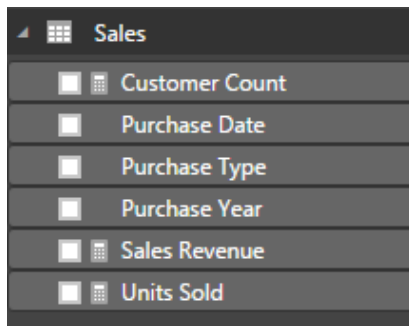 Sales
Customer Count
Purchase Date
Purchase Type
Purchase Year
Sales Revenue
Units Sold